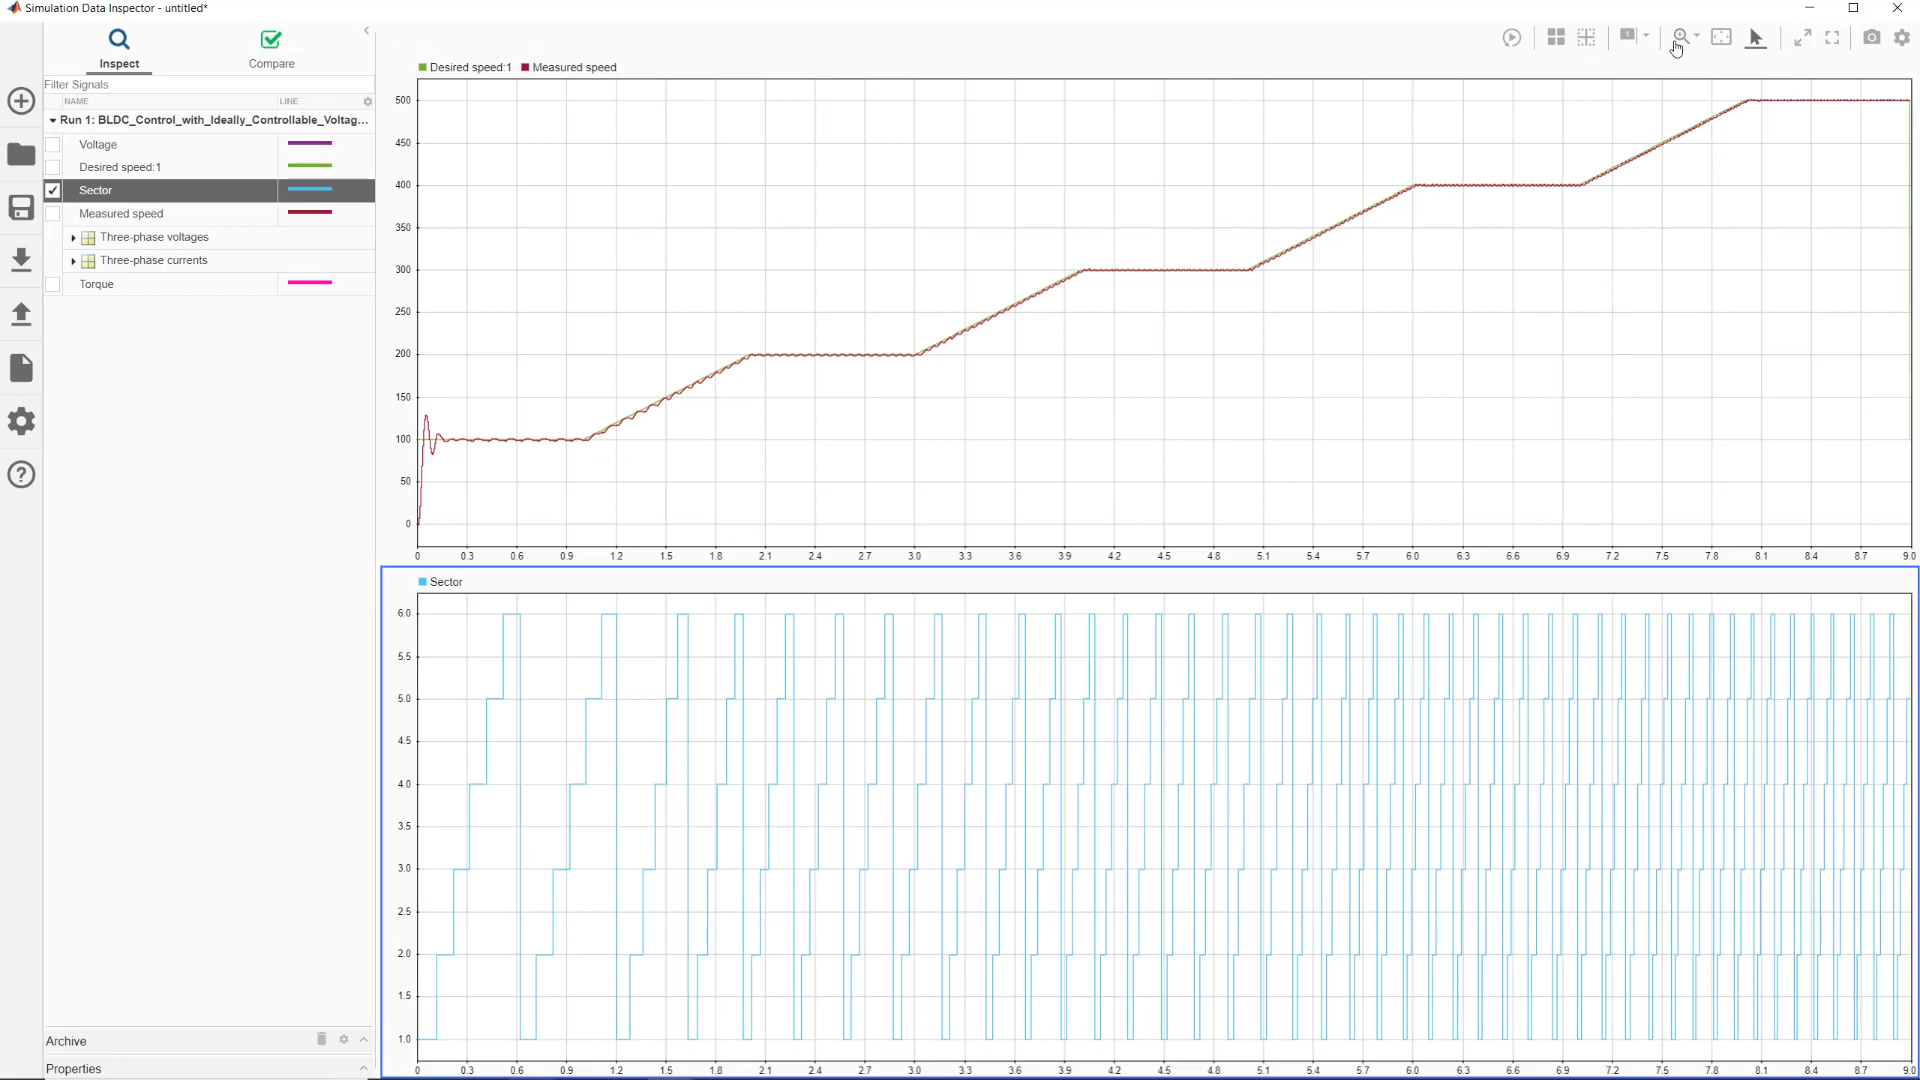 Simulation Data Inspector - untitled*
Inspect
Compare
Filter Signals
NAME LINE
Run 1: BLDC_Control_with_Ideally_Controllable_Voltag...
Voltage
Desired speed:1
Sector
Measured speed
Three-phase voltages
Three-phase currents
Torque
Archive
Properties
1
Desired speed:1 Measured speed
500
450
400
350
300
250
200
150
100
50
0
0 0.3 0.6 0.9 1.2 1.5 1.8 2.1 2.4 2.7 3.0 3.3 3.6 3.9 4.2 4.5 4.8 5.1 5.4 5.7 6.0 6.3 6.6 6.9 7.2 7.5 7.8 8.1 8.4 8.7 9.0
Sector
6.0
5.5
5.0
4.5
4.0
3.5
3.0
2.5
2.0
1.5
1.0
0 0.3 0.6 0.9 1.2 1.5 1.8 2.1 2.4 2.7 3.0 3.3 3.6 3.9 4.2 4.5 4.8 5.1 5.4 5.7 6.0 6.3 6.6 6.9 7.2 7.5 7.8 8.1 8.4 8.7 9.0